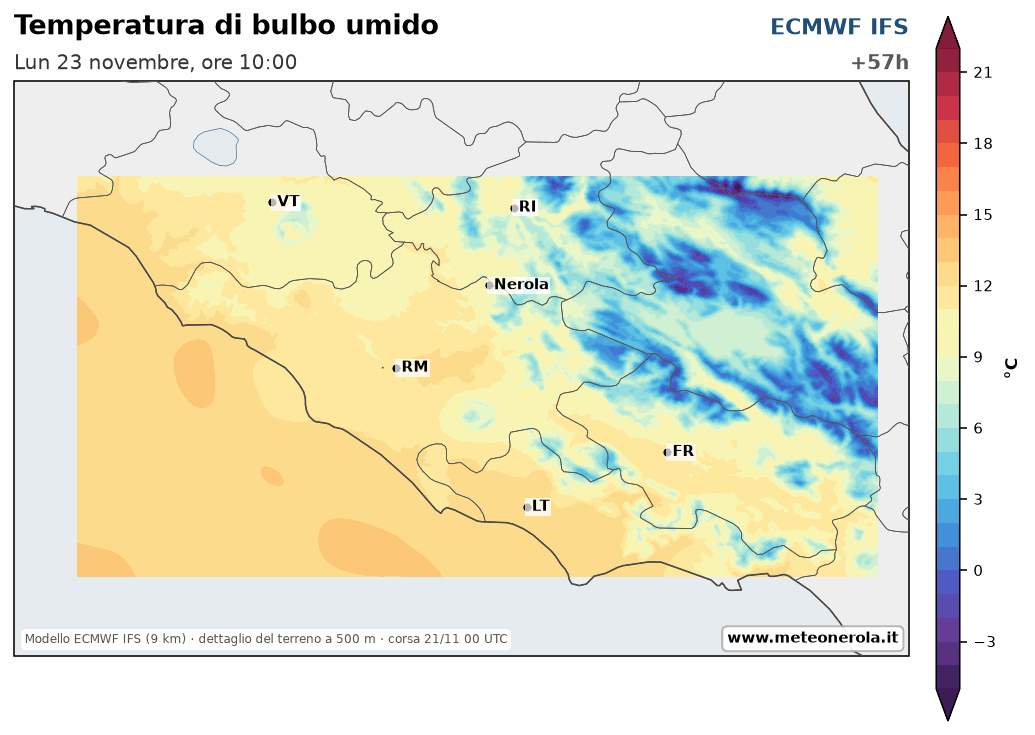 Temperatura di bulbo umido
ECMWF IFS
Lun 23 novembre, ore 10:00
+57h
VT
RI
Nerola
RM
FR
LT
21
18
15
12
9
6
3
0
−3
°C
Modello ECMWF IFS (9 km) · dettaglio del terreno a 500 m · corsa 21/11 00 UTC
www.meteonerola.it